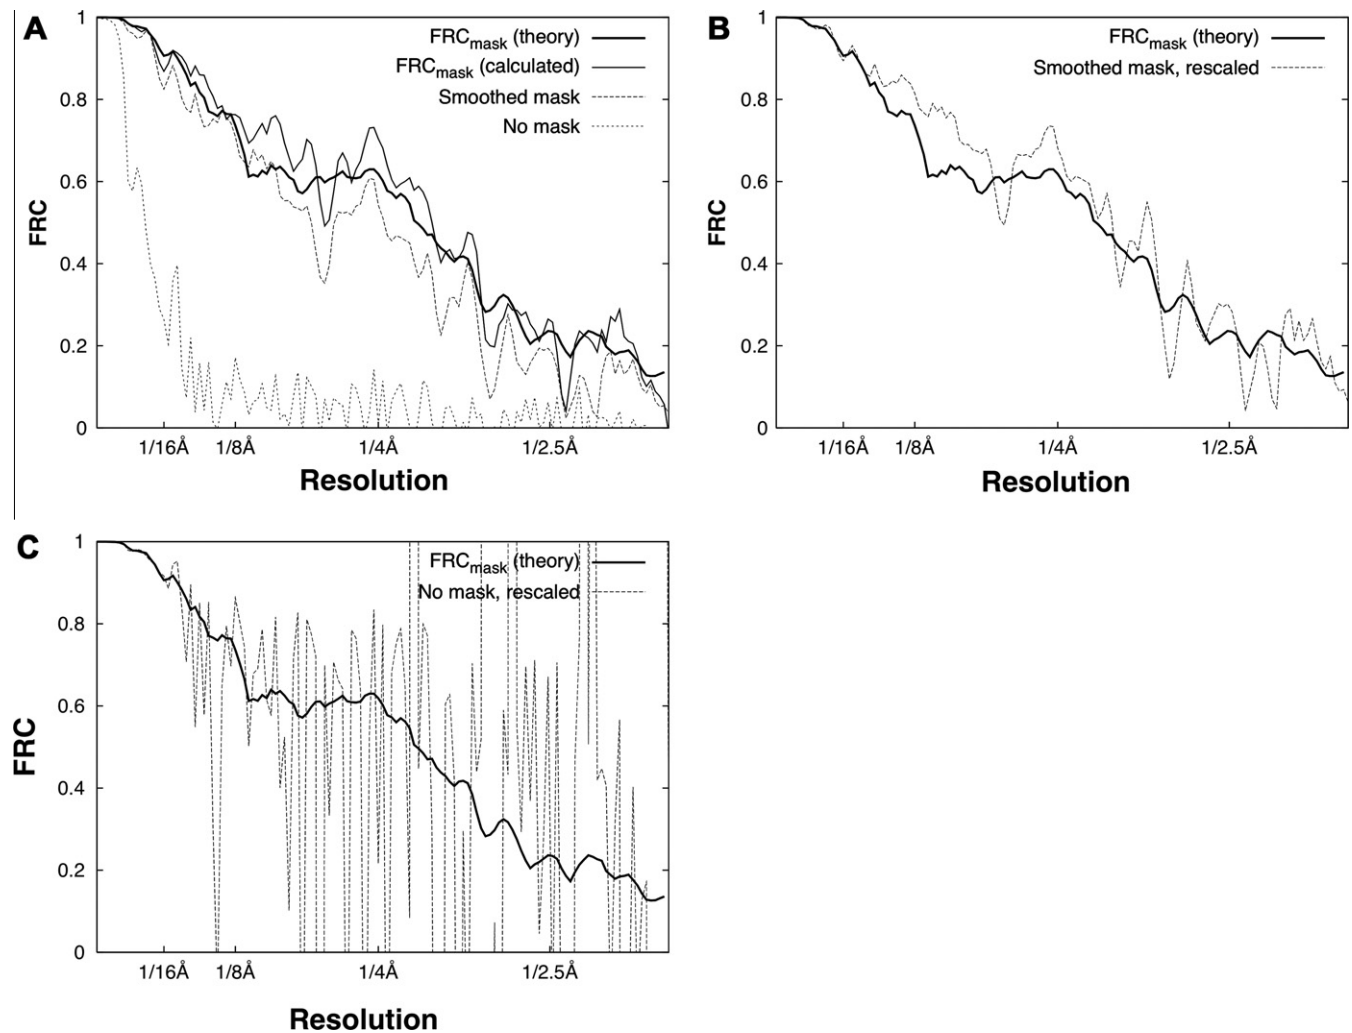 A
FRCmask (theory)
FRCmask (calculated)
Smoothed mask
No mask
1
0.8
0.6
0.4
0.2
0
FRC
1/16Å 1/8Å 1/4Å 1/2.5Å
Resolution
B
FRCmask (theory)
Smoothed mask, rescaled
1
0.8
0.6
0.4
0.2
0
FRC
1/16Å 1/8Å 1/4Å 1/2.5Å
Resolution
C
FRCmask (theory)
No mask, rescaled
1
0.8
0.6
0.4
0.2
0
FRC
1/16Å 1/8Å 1/4Å 1/2.5Å
Resolution